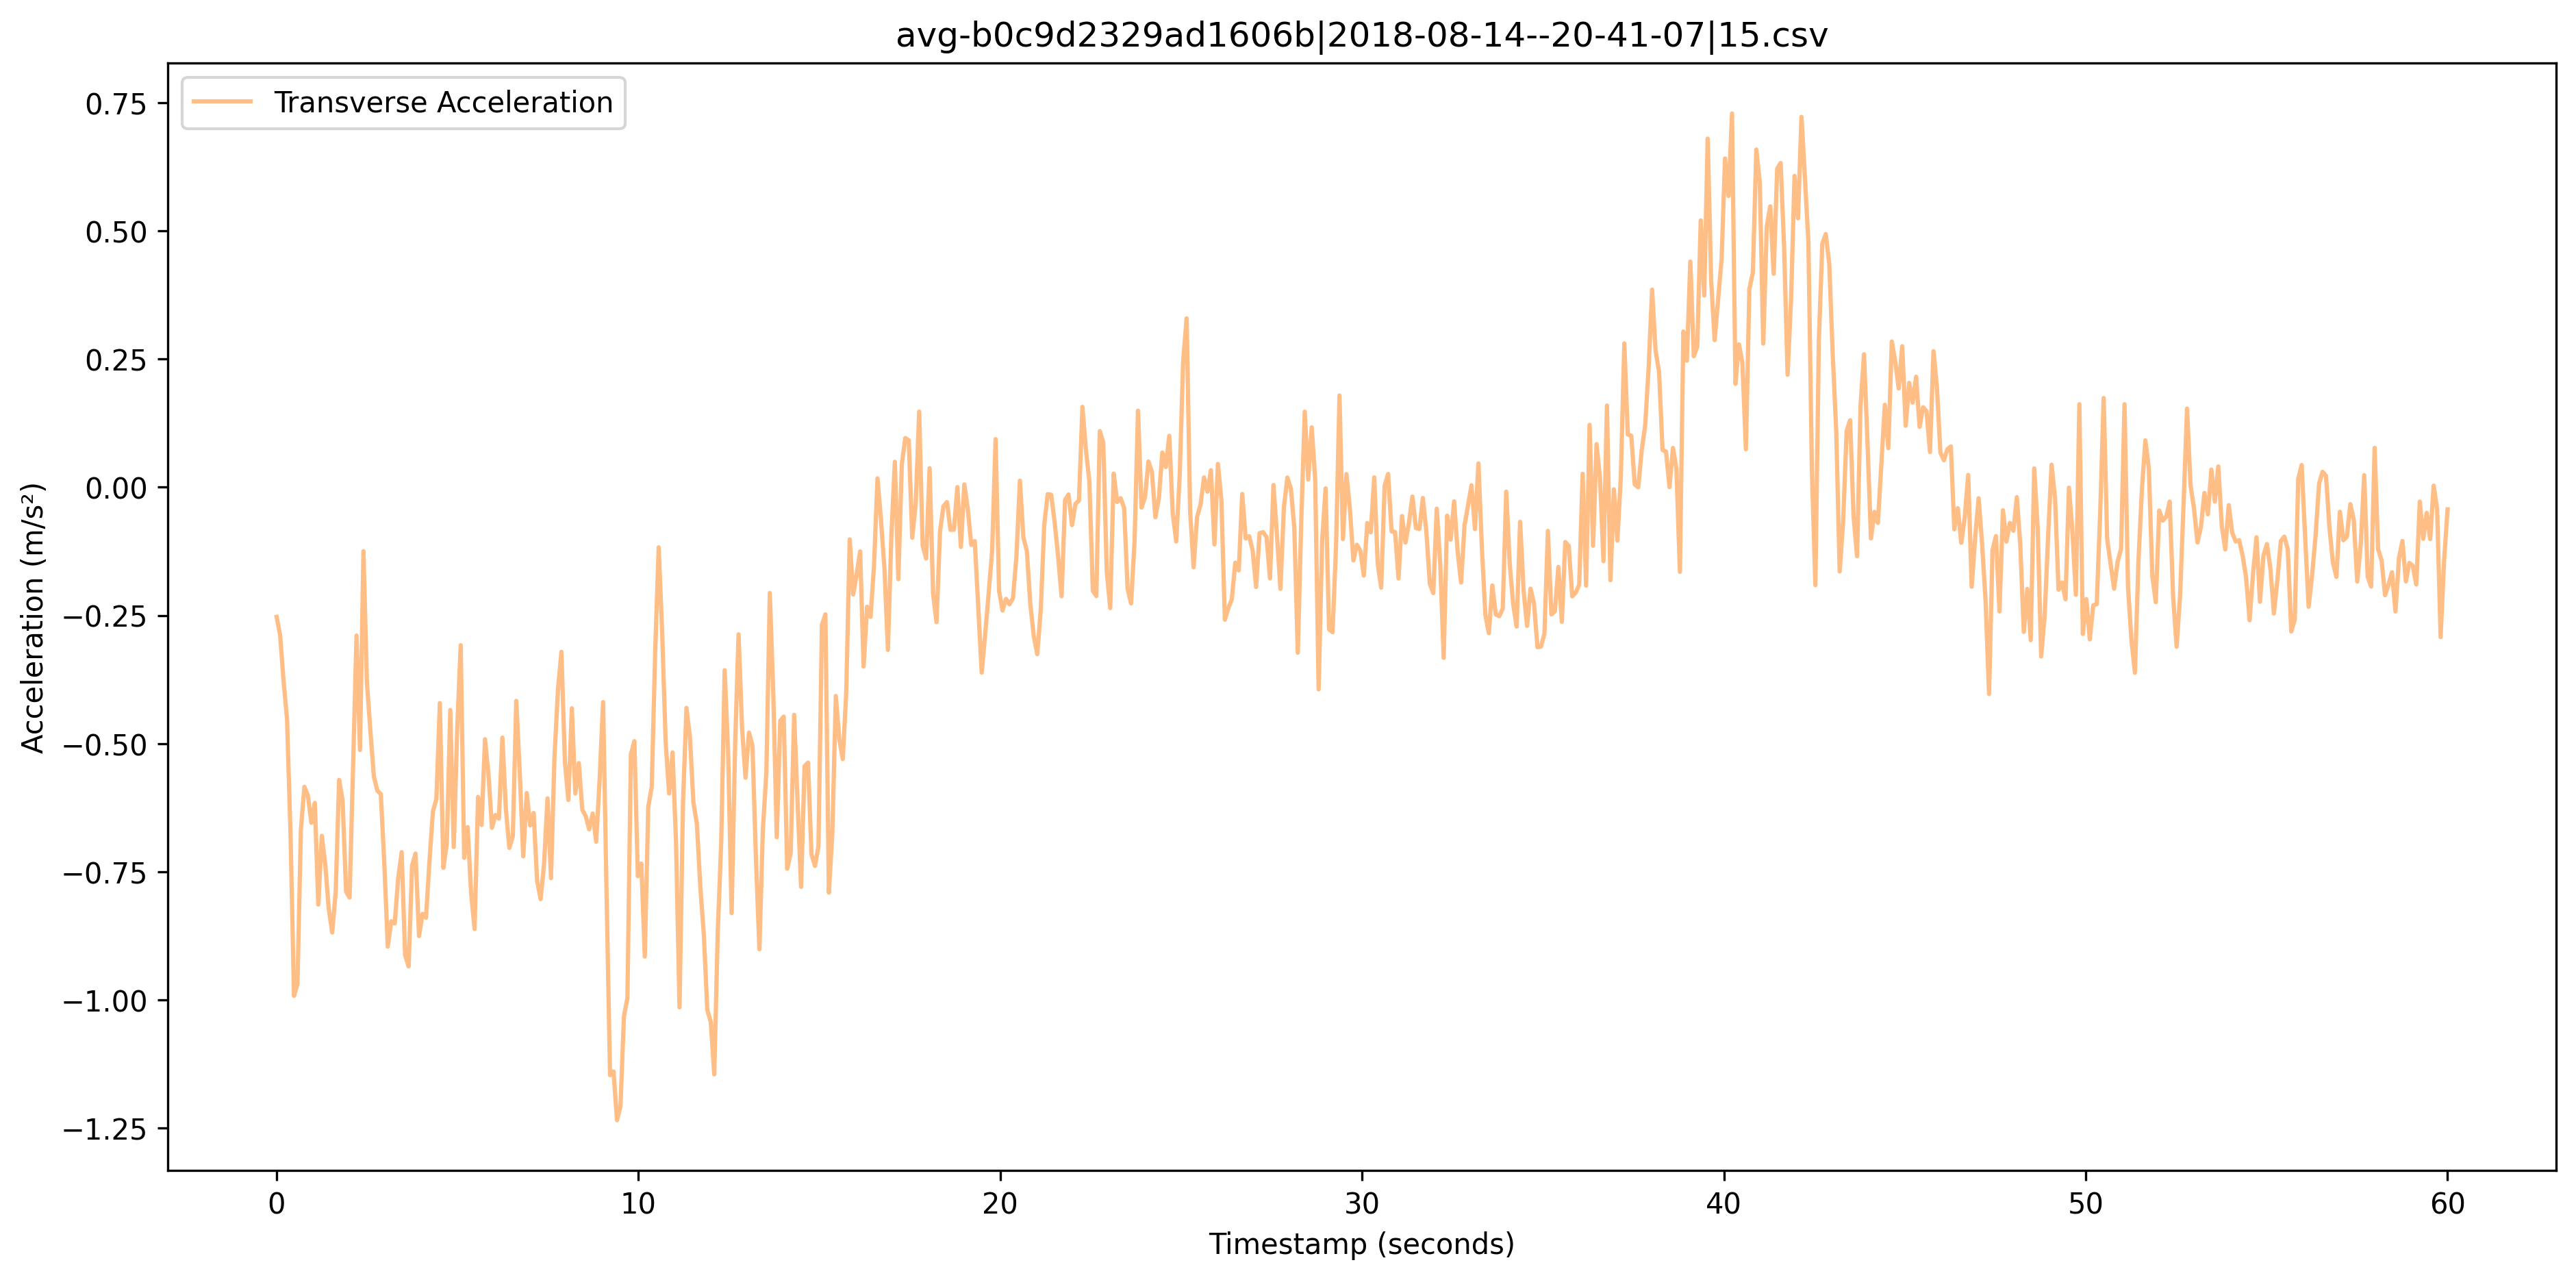 avg-b0c9d2329ad1606b|2018-08-14--20-41-07|15.csv
Transverse Acceleration
Acceleration (m/s²)
0.75
0.50
0.25
0.00
−0.25
−0.50
−0.75
−1.00
−1.25
0 10 20 30 40 50 60
Timestamp (seconds)